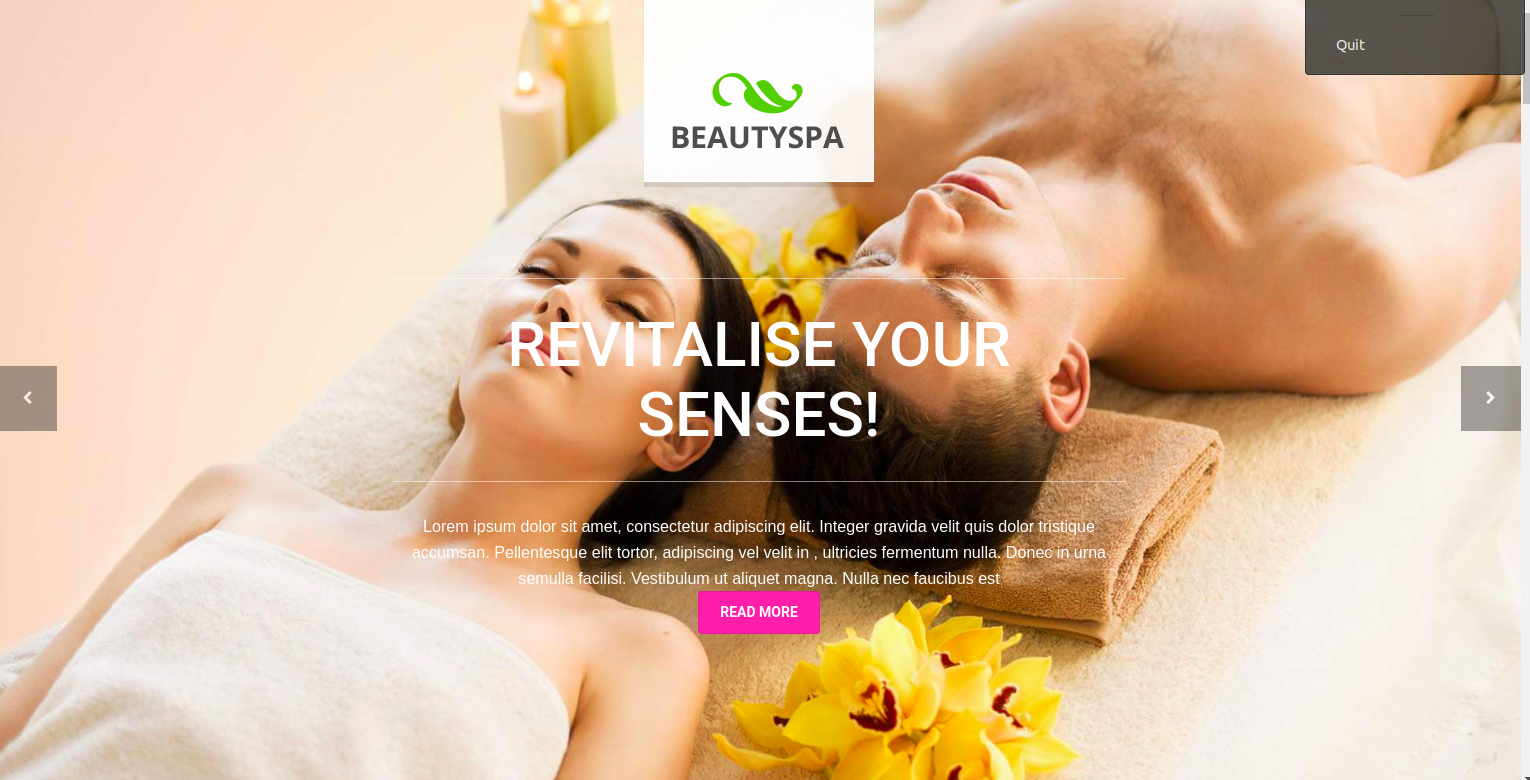 Quit
BEAUTYSPA
REVITALISE YOUR
SENSES!
Lorem ipsum dolor sit amet, consectetur adipiscing elit. Integer gravida velit quis dolor tristique
accumsan. Pellentesque elit tortor, adipiscing vel velit in , ultricies fermentum nulla. Donec in urna
semulla facilisi. Vestibulum ut aliquet magna. Nulla nec faucibus est
READ MORE